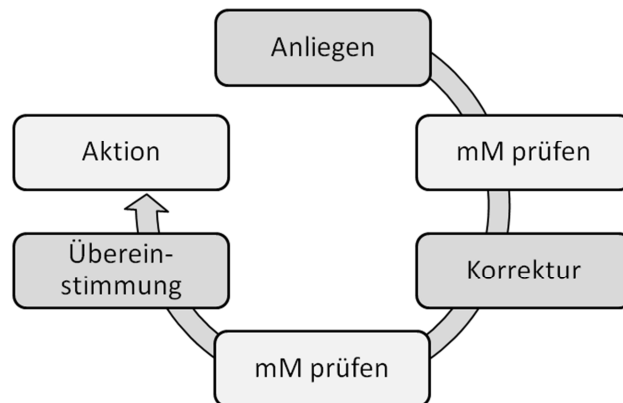 Anliegen
mM prüfen
Korrektur
mM prüfen
Überein-
stimmung
Aktion